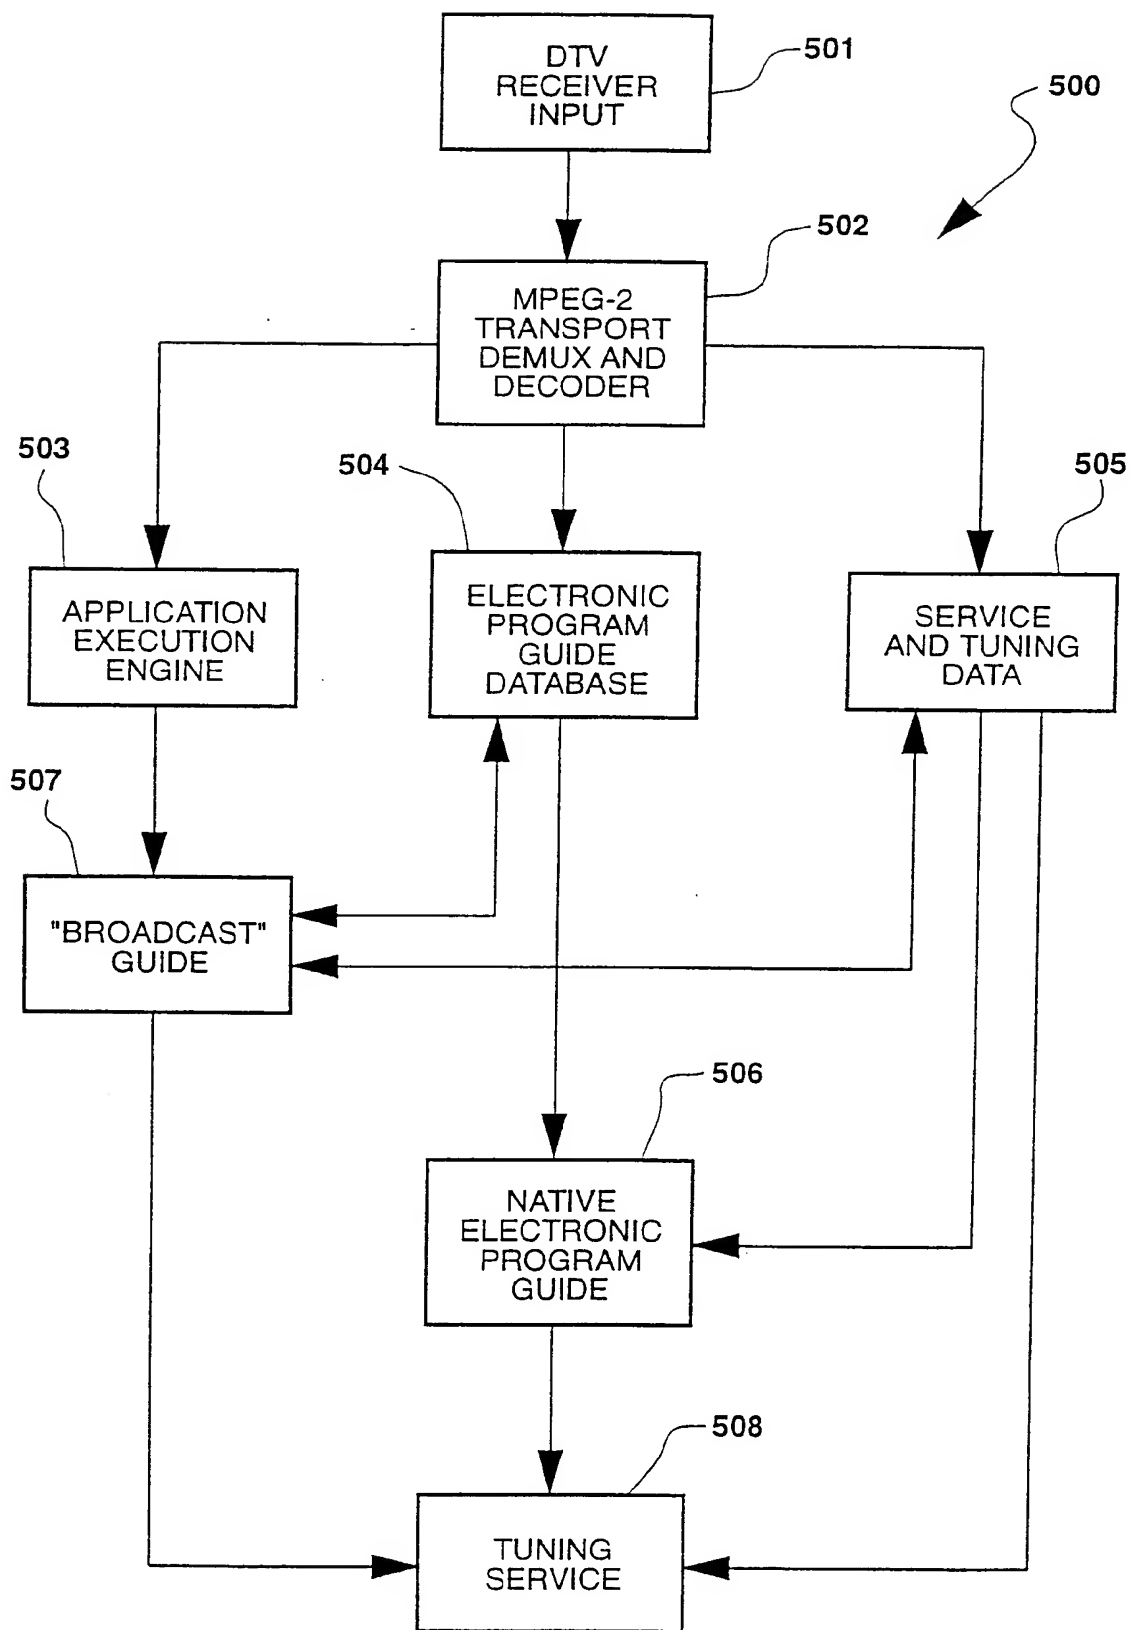 DTV
RECEIVER
INPUT
501
500
502
MPEG-2
TRANSPORT
DEMUX AND
DECODER
503
504
505
APPLICATION
EXECUTION
ENGINE
ELECTRONIC
PROGRAM
GUIDE
DATABASE
SERVICE
AND TUNING
DATA
507
"BROADCAST"
GUIDE
506
NATIVE
ELECTRONIC
PROGRAM
GUIDE
508
TUNING
SERVICE